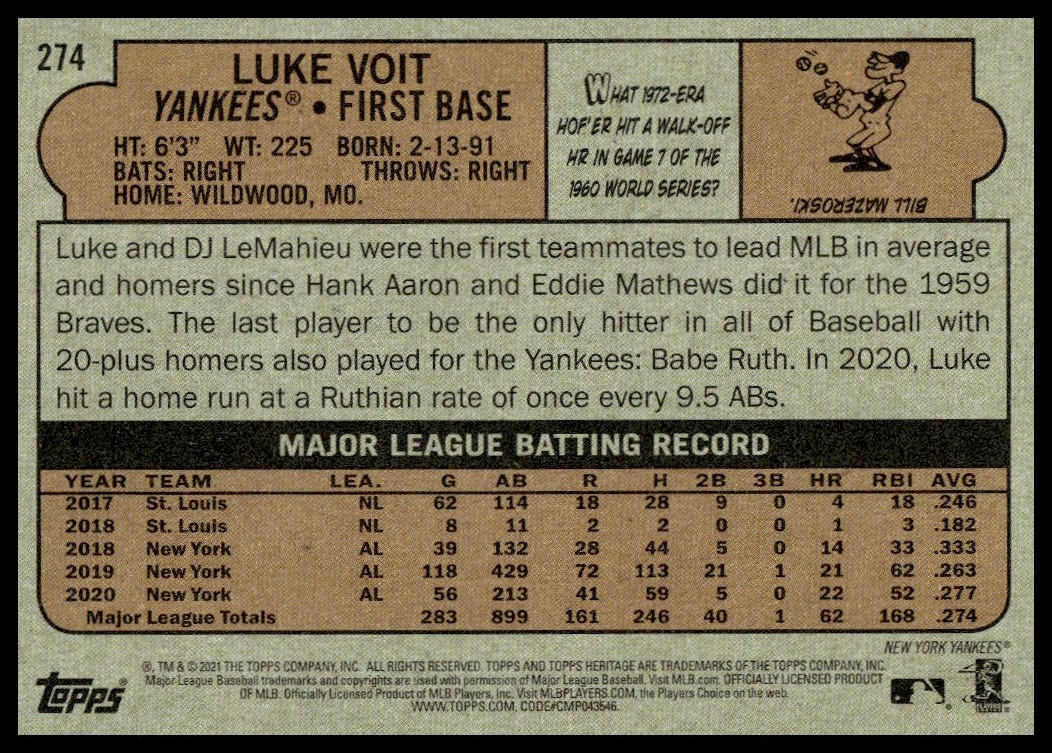 274
LUKE VOIT
YANKEES® • FIRST BASE
HT: 6'3" WT: 225 BORN: 2-13-91
BATS: RIGHT THROWS: RIGHT
HOME: WILDWOOD, MO.
WHAT 1972-ERA
HOF'ER HIT A WALK-OFF
HR IN GAME 7 OF THE
1960 WORLD SERIES?
BILL MAZEROSKI.
Luke and DJ LeMahieu were the first teammates to lead MLB in average
and homers since Hank Aaron and Eddie Mathews did it for the 1959
Braves. The last player to be the only hitter in all of Baseball with
20-plus homers also played for the Yankees: Babe Ruth. In 2020, Luke
hit a home run at a Ruthian rate of once every 9.5 ABs.
MAJOR LEAGUE BATTING RECORD
YEAR TEAM LEA. G AB R H 2B 3B HR RBI AVG
2017 St. Louis NL 62 114 18 28 9 0 4 18 .246
2018 St. Louis NL 8 11 2 2 0 0 1 3 .182
2018 New York AL 39 132 28 44 5 0 14 33 .333
2019 New York AL 118 429 72 113 21 1 21 62 .263
2020 New York AL 56 213 41 59 5 0 22 52 .277
Major League Totals 283 899 161 246 40 1 62 168 .274
NEW YORK YANKEES®
®, TM & © 2021 THE TOPPS COMPANY, INC. ALL RIGHTS RESERVED. TOPPS AND TOPPS HERITAGE ARE TRADEMARKS OF THE TOPPS COMPANY, INC.
Major League Baseball trademarks and copyrights are used with permission of Major League Baseball. Visit MLB.com. OFFICIALLY LICENSED PRODUCT
OF MLB. Officially Licensed Product of MLB Players, Inc. Visit MLBPLAYERS.COM, the Players Choice on the web.
WWW.TOPPS.COM. CODE#CMP043546.
Topps®